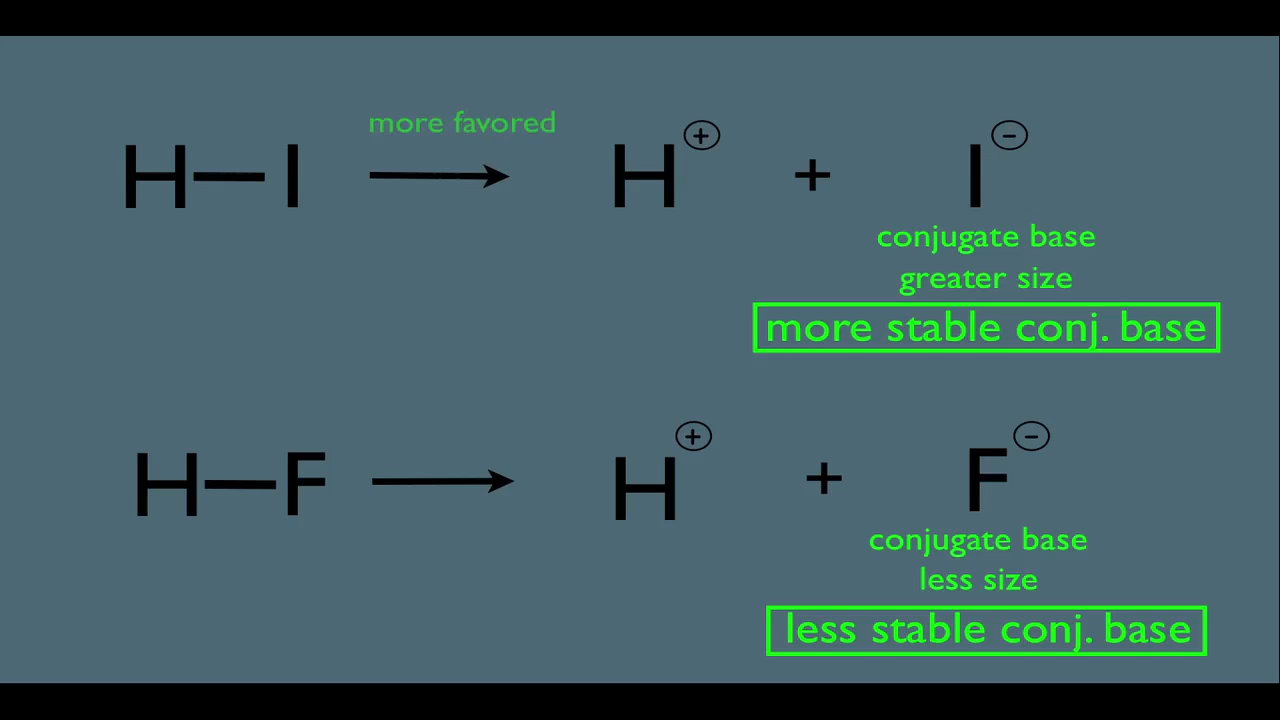 more favored
H—I → H⊕ + I⊖
conjugate base
greater size
more stable conj. base
H—F → H⊕ + F⊖
conjugate base
less size
less stable conj. base